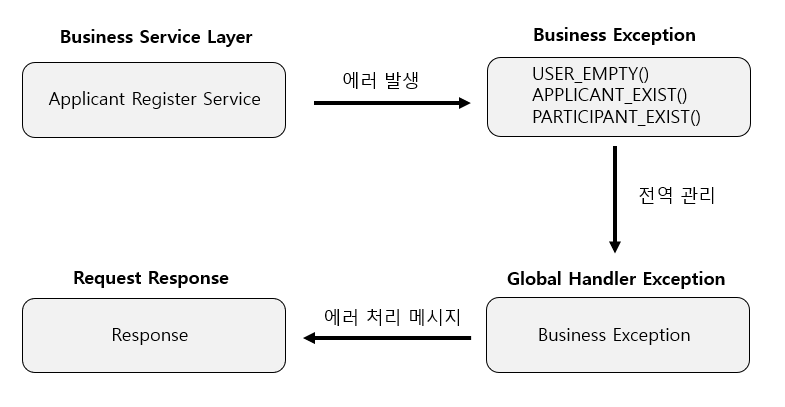 Business Service Layer
Applicant Register Service
에러 발생
Business Exception
USER_EMPTY()
APPLICANT_EXIST()
PARTICIPANT_EXIST()
전역 관리
Global Handler Exception
Business Exception
에러 처리 메시지
Request Response
Response